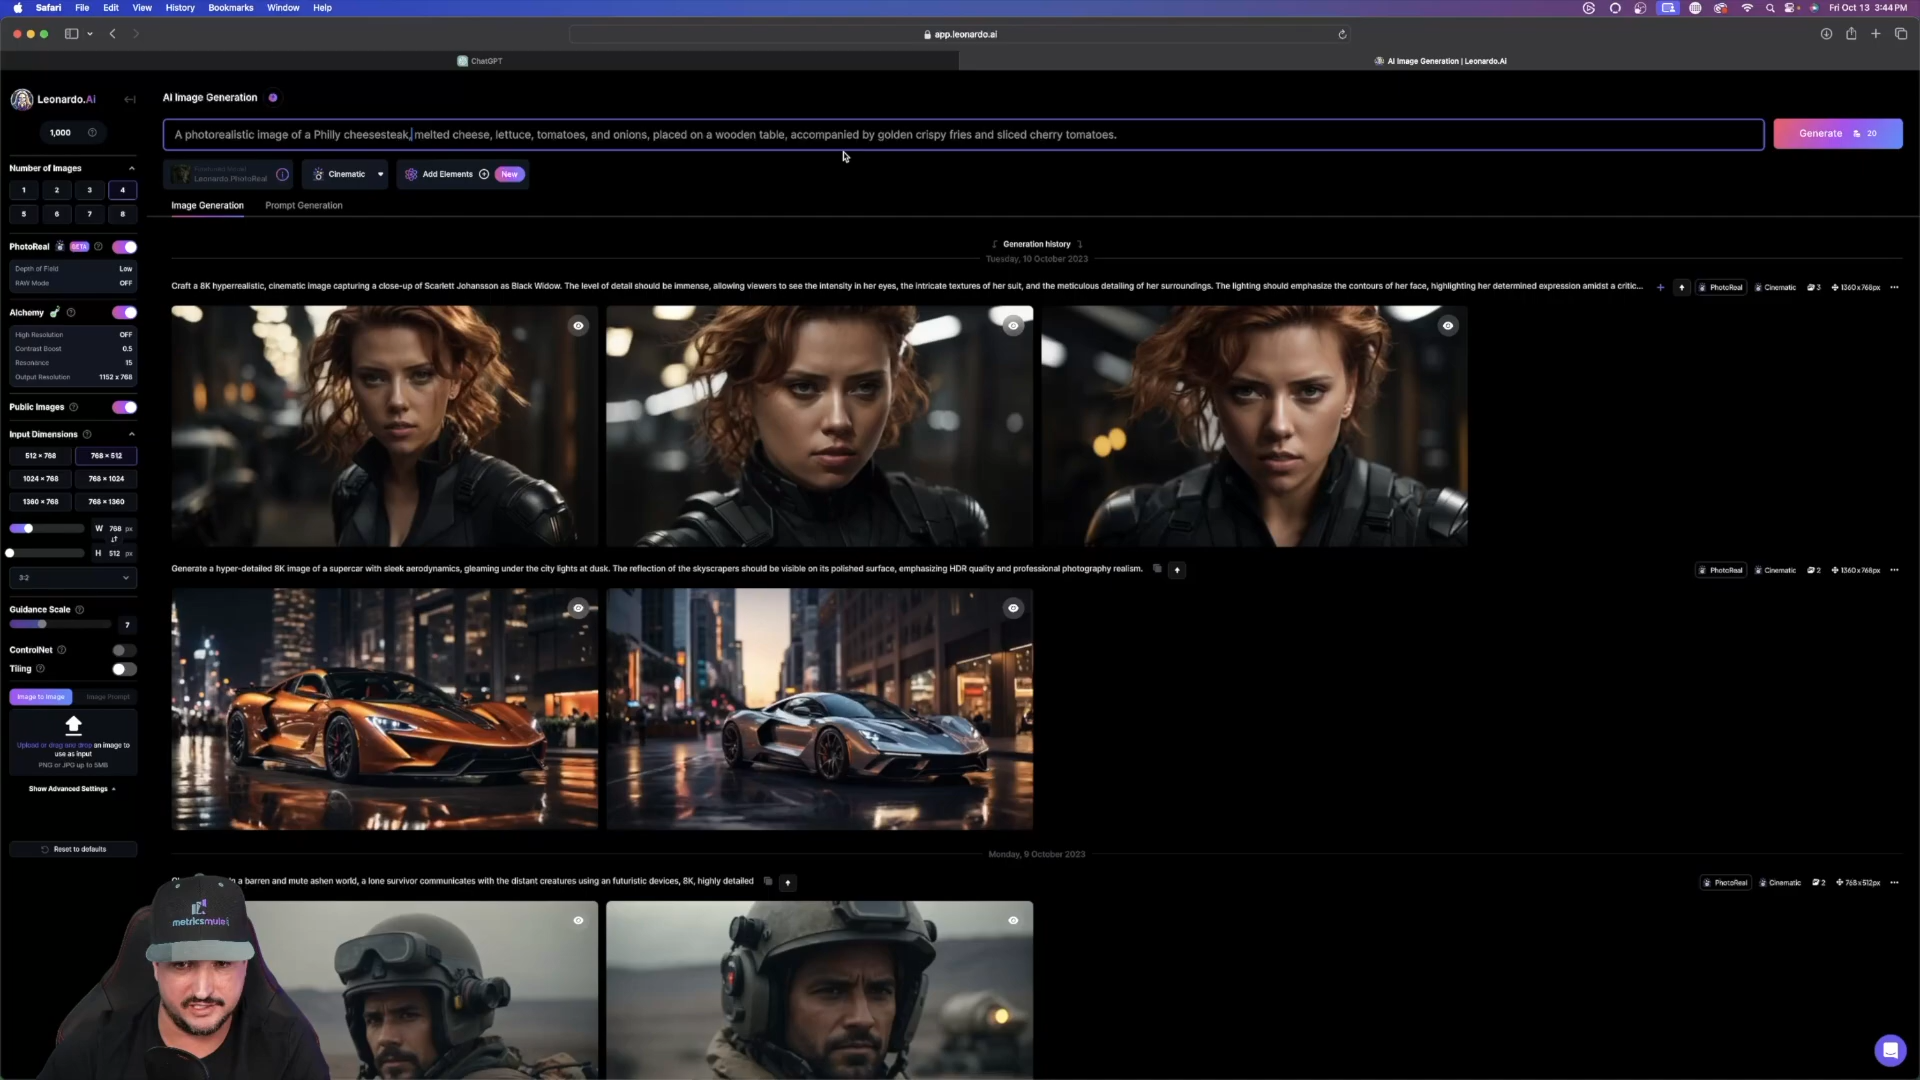 Safari File Edit View History Bookmarks Window Help
Fri Oct 13 3:44 PM
app.leonardo.ai
ChatGPT
AI Image Generation | Leonardo.Ai
Leonardo.Ai
AI Image Generation
1,000
A photorealistic image of a Philly cheesesteak, melted cheese, lettuce, tomatoes, and onions, placed on a wooden table, accompanied by golden crispy fries and sliced cherry tomatoes.
Generate 20
Leonardo.PhotoReal
Cinematic
Add Elements New
Image Generation Prompt Generation
Number of Images
1 2 3 4
5 6 7 8
PhotoReal BETA
Depth of Field Low
RAW Mode OFF
Alchemy
High Resolution OFF
Contrast Boost 0.5
Resonance 15
Output Resolution 1152 x 768
Public Images
Input Dimensions
512 × 768 768 × 512
1024 × 768 768 × 1024
1360 × 768 768 × 1360
W 768 px
H 512 px
3:2
Guidance Scale
7
ControlNet
Tiling
Image to Image Image Prompt
Upload or drag and drop an image to
use as input
PNG or JPG up to 5MB
Show Advanced Settings
Reset to defaults
Generation history
Tuesday, 10 October 2023
Craft a 8K hyperrealistic, cinematic image capturing a close-up of Scarlett Johansson as Black Widow. The level of detail should be immense, allowing viewers to see the intensity in her eyes, the intricate textures of her suit, and the meticulous detailing of her surroundings. The lighting should emphasize the contours of her face, highlighting her determined expression amidst a critic...
PhotoReal Cinematic 3 1360x768px
Generate a hyper-detailed 8K image of a supercar with sleek aerodynamics, gleaming under the city lights at dusk. The reflection of the skyscrapers should be visible on its polished surface, emphasizing HDR quality and professional photography realism.
PhotoReal Cinematic 2 1360x768px
Monday, 9 October 2023
a barren and mute ashen world, a lone survivor communicates with the distant creatures using an futuristic devices, 8K, highly detailed
PhotoReal Cinematic 2 768x512px
metricsmule